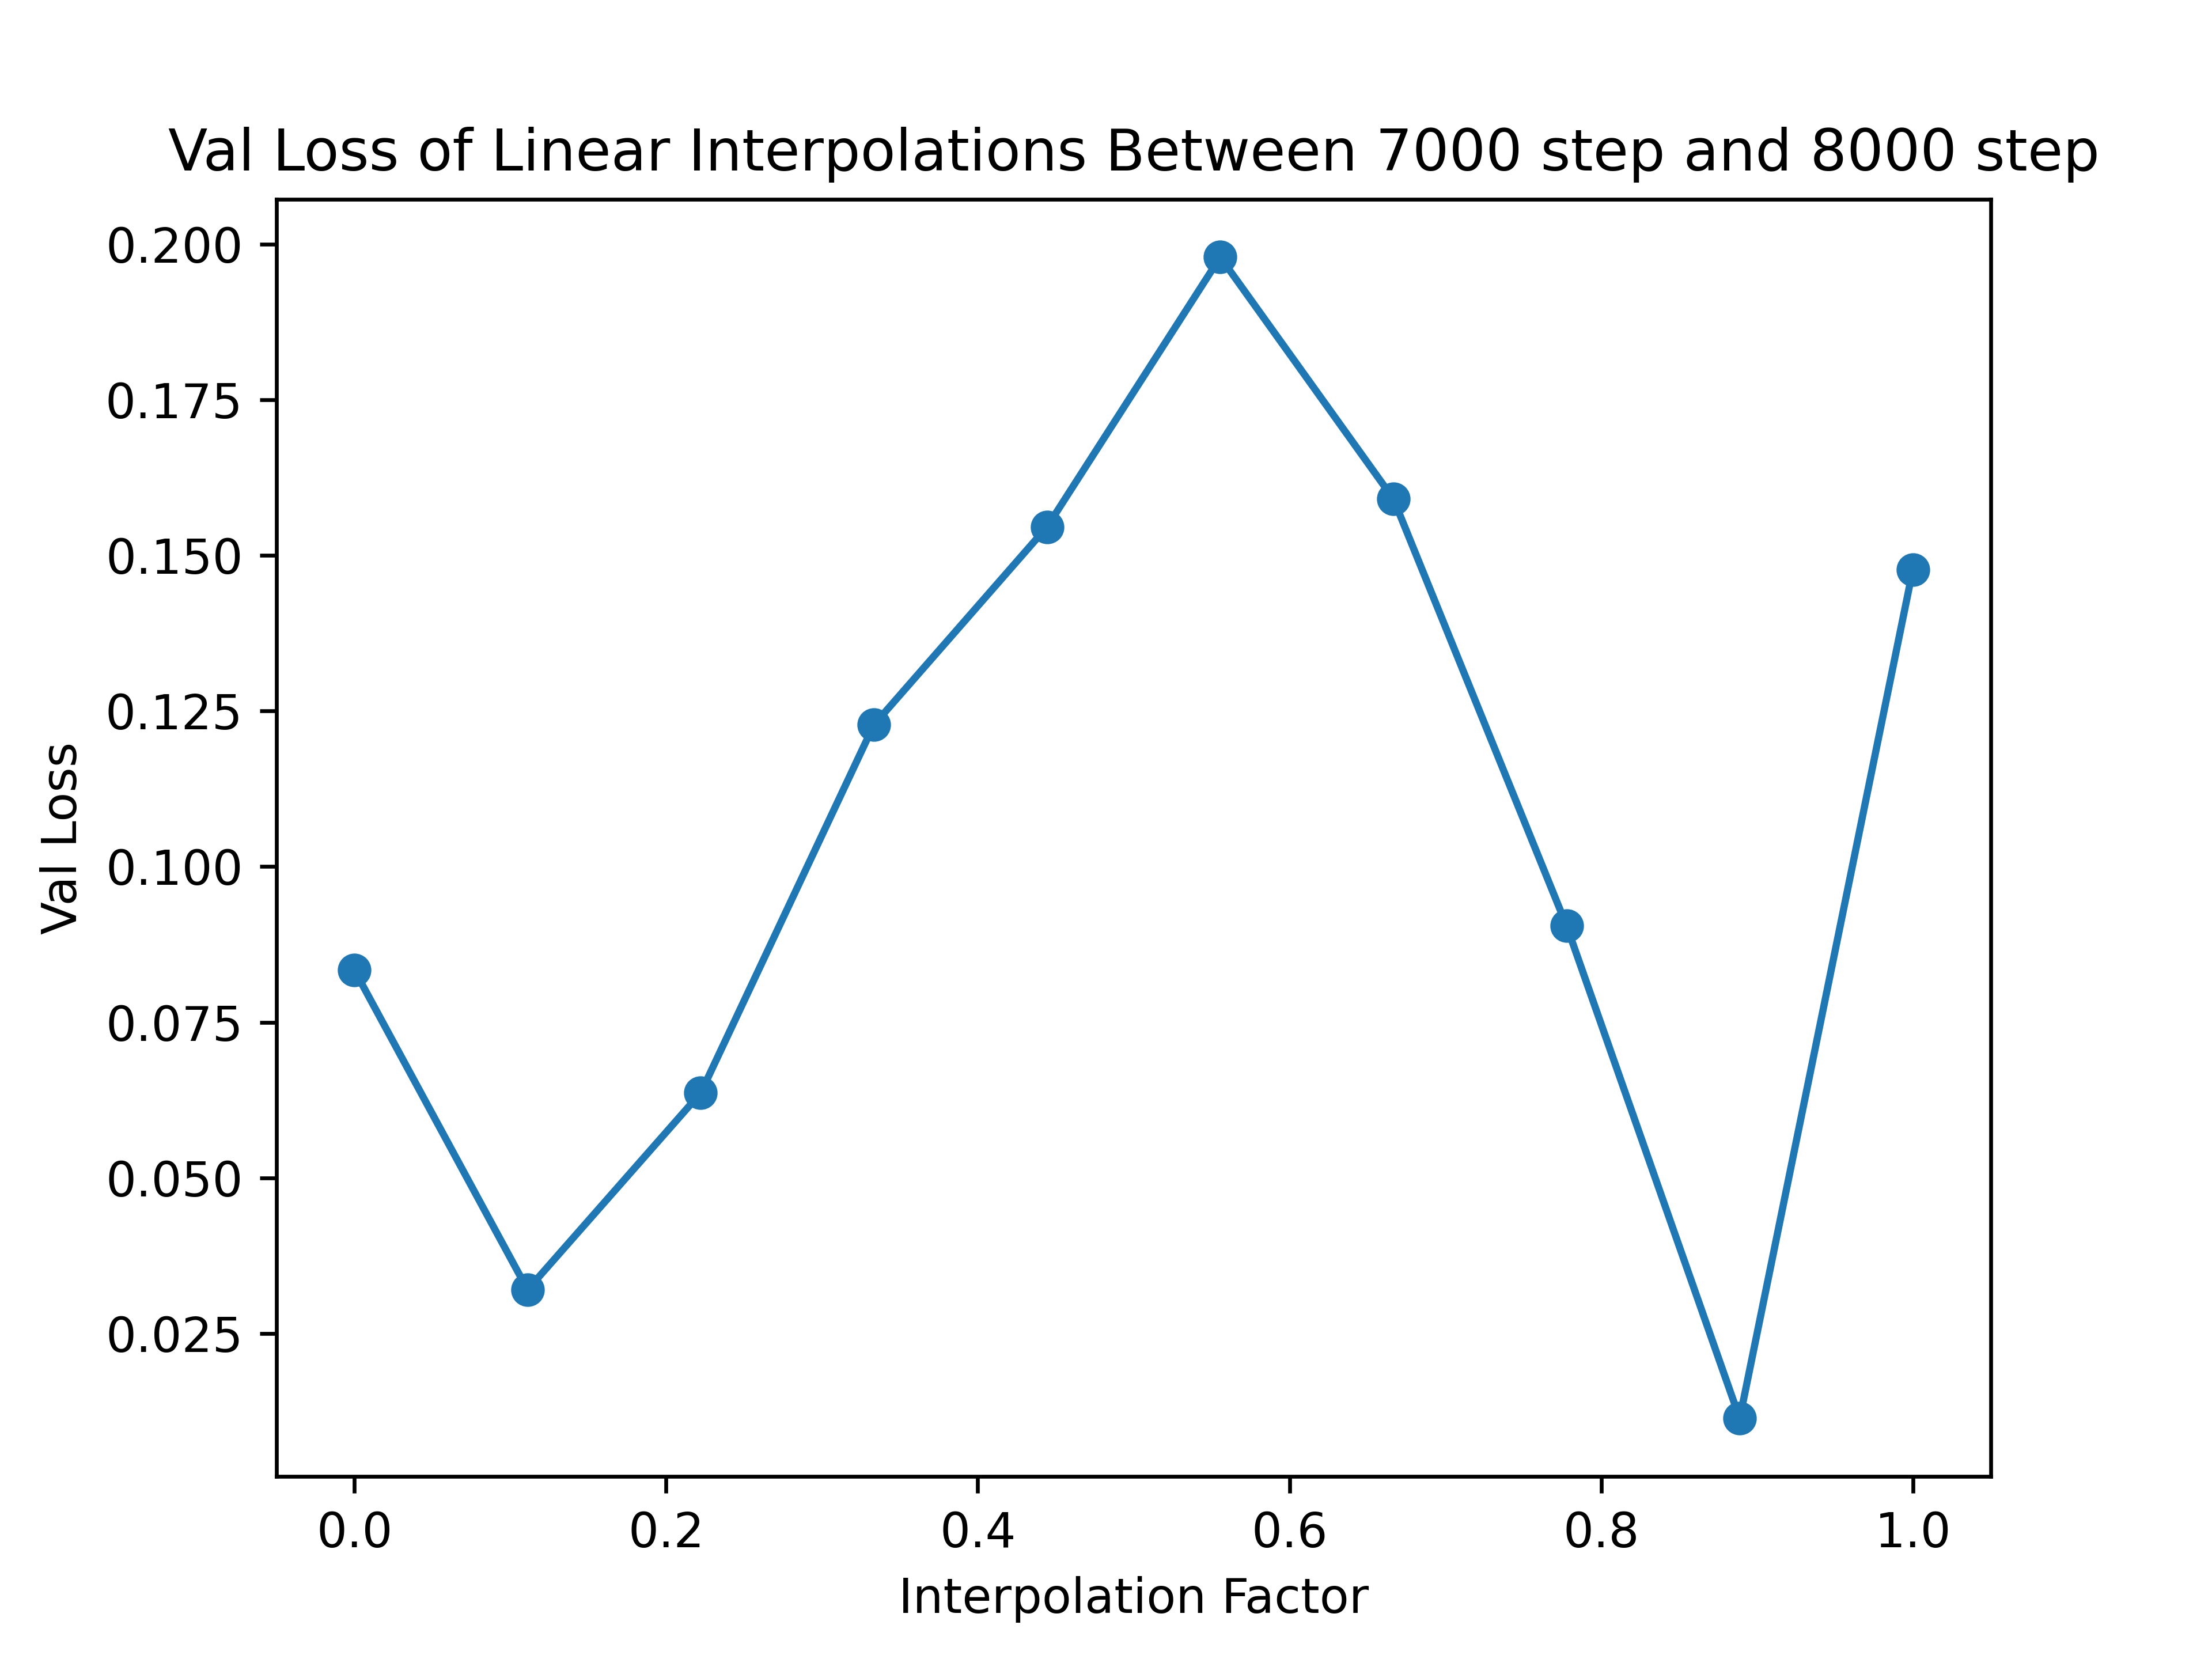 Val Loss of Linear Interpolations Between 7000 step and 8000 step
0.200
0.175
0.150
0.125
0.100
0.075
0.050
0.025
Val Loss
0.0 0.2 0.4 0.6 0.8 1.0
Interpolation Factor